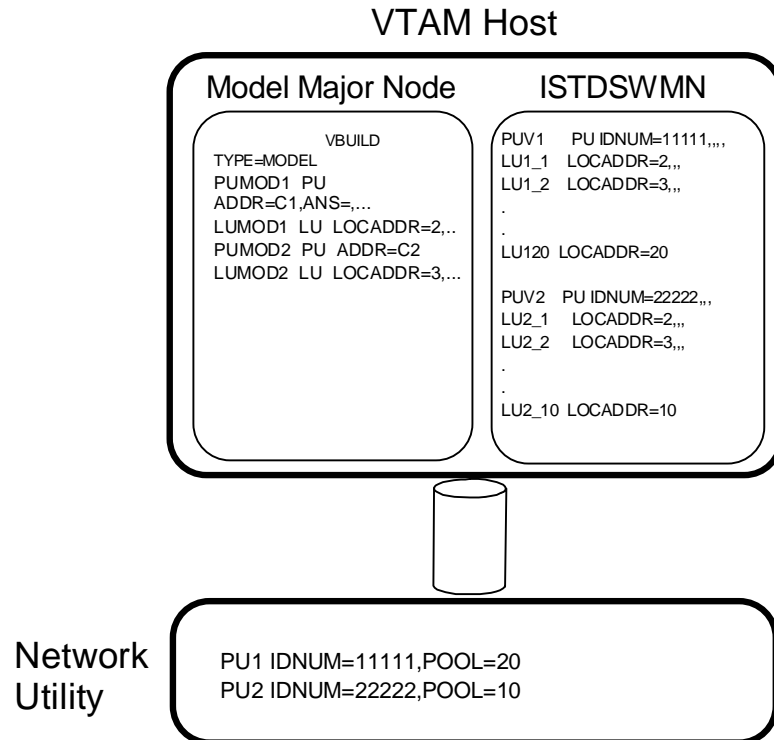 VTAM Host
Model Major Node
VBUILD
TYPE=MODEL
PUMOD1 PU
ADDR=C1,ANS=,...
LUMOD1 LU LOCADDR=2,..
PUMOD2 PU ADDR=C2
LUMOD2 LU LOCADDR=3,...
ISTDSWMN
PUV1 PU IDNUM=11111,,,,
LU1_1 LOCADDR=2,,,
LU1_2 LOCADDR=3,,,
.
.
LU120 LOCADDR=20
PUV2 PU IDNUM=22222,,,
LU2_1 LOCADDR=2,,,
LU2_2 LOCADDR=3,,,
.
.
LU2_10 LOCADDR=10
Network
Utility
PU1 IDNUM=11111,POOL=20
PU2 IDNUM=22222,POOL=10